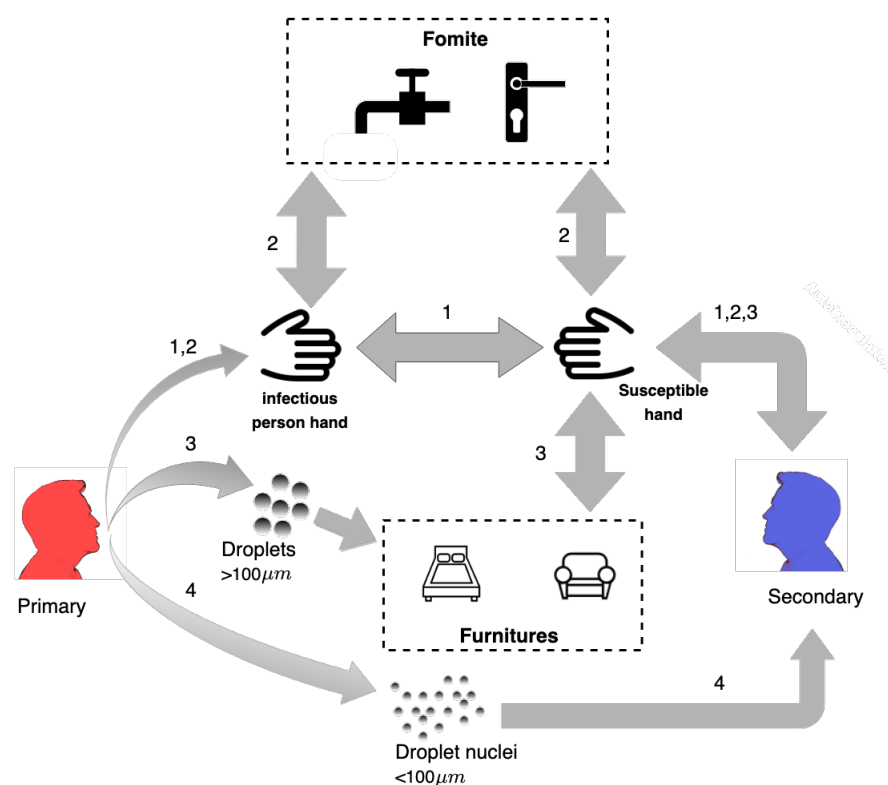 Fomite
2
2
1
1,2,3
1,2
infectious
person hand
Susceptible
hand
3
3
Droplets
>100μm
4
Primary
Furnitures
Secondary
4
Droplet nuclei
<100μm